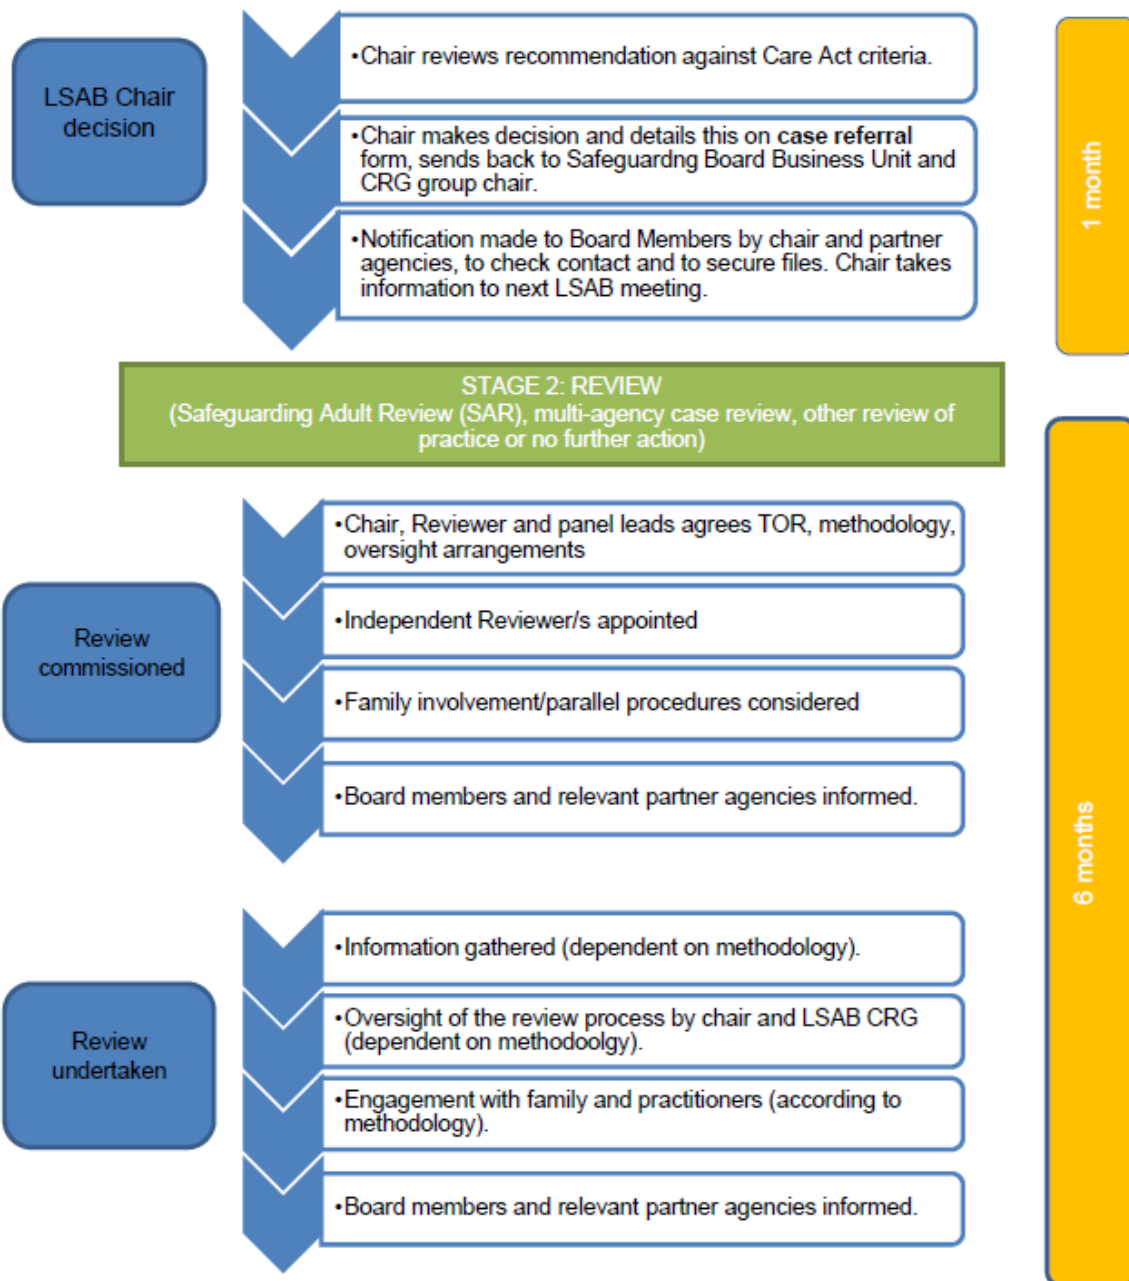 LSAB Chair
decision
•Chair reviews recommendation against Care Act criteria.
•Chair makes decision and details this on case referral
form, sends back to Safeguardng Board Business Unit and
CRG group chair.
•Notification made to Board Members by chair and partner
agencies, to check contact and to secure files. Chair takes
information to next LSAB meeting.
1 month
STAGE 2: REVIEW
(Safeguarding Adult Review (SAR), multi-agency case review, other review of
practice or no further action)
Review
commissioned
•Chair, Reviewer and panel leads agrees TOR, methodology,
oversight arrangements
•Independent Reviewer/s appointed
•Family involvement/parallel procedures considered
•Board members and relevant partner agencies informed.
6 months
Review
undertaken
•Information gathered (dependent on methodology).
•Oversight of the review process by chair and LSAB CRG
(dependent on methodoolgy).
•Engagement with family and practitioners (according to
methodology).
•Board members and relevant partner agencies informed.